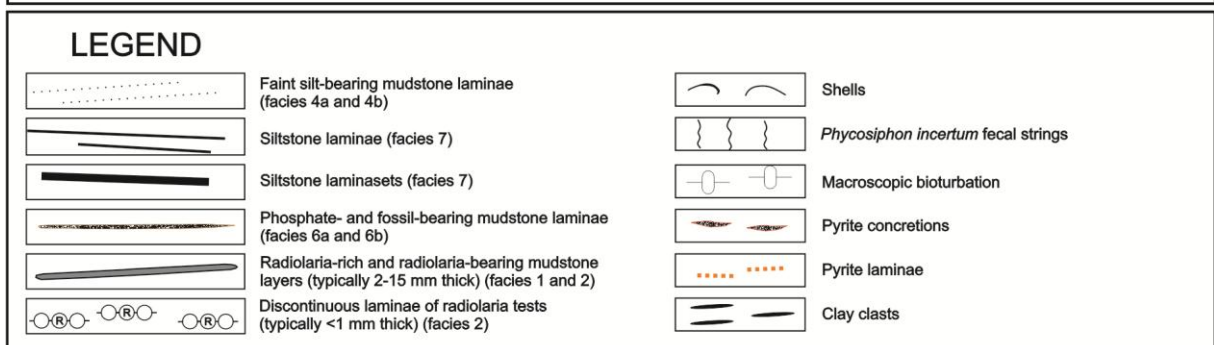 LEGEND
Faint silt-bearing mudstone laminae
(facies 4a and 4b)
Siltstone laminae (facies 7)
Siltstone laminasets (facies 7)
Phosphate- and fossil-bearing mudstone laminae
(facies 6a and 6b)
Radiolaria-rich and radiolaria-bearing mudstone
layers (typically 2-15 mm thick) (facies 1 and 2)
R R R
Discontinuous laminae of radiolaria tests
(typically <1 mm thick) (facies 2)
Shells
Phycosiphon incertum fecal strings
Macroscopic bioturbation
Pyrite concretions
Pyrite laminae
Clay clasts